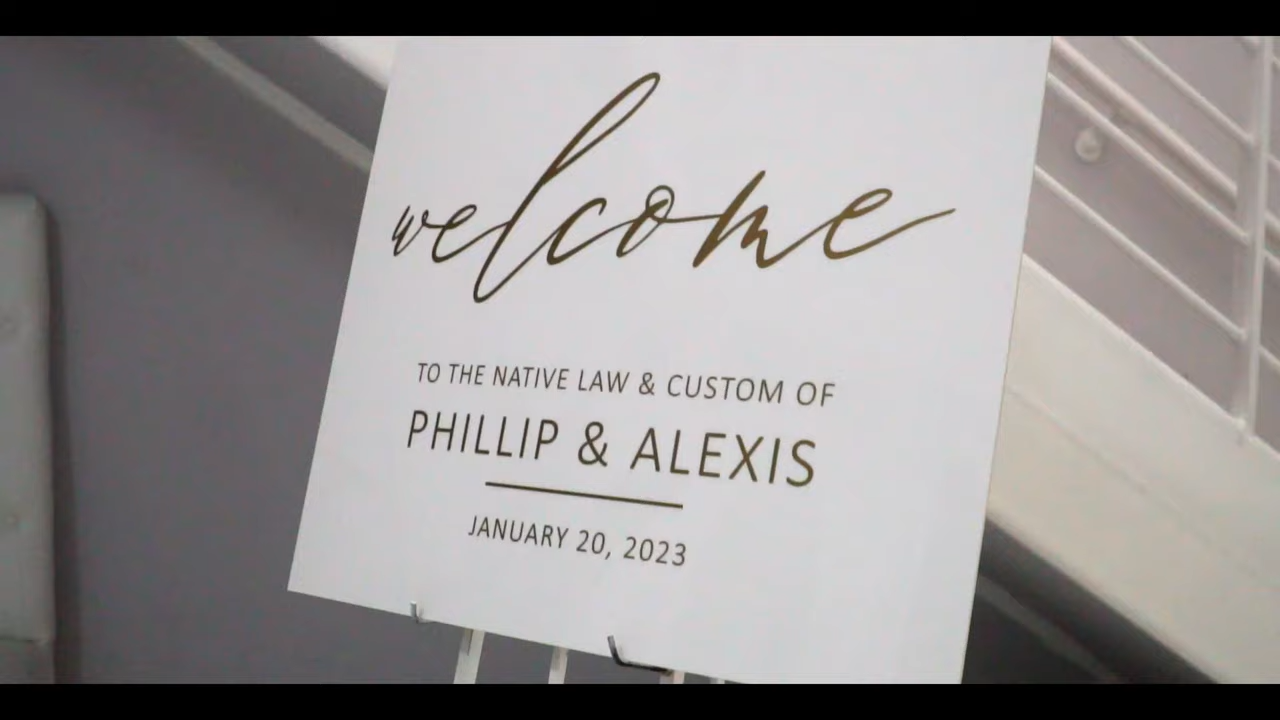 welcome
TO THE NATIVE LAW & CUSTOM OF
PHILLIP & ALEXIS
JANUARY 20, 2023